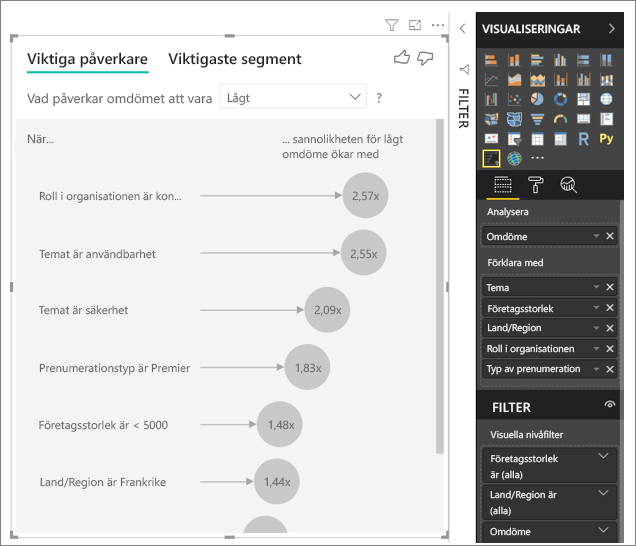 Viktiga påverkare Viktigaste segment
Vad påverkar omdömet att vara Lågt ?
När...
... sannolikheten för lågt
omdöme ökar med
Roll i organisationen är kon... 2,57x
Temat är användbarhet 2,55x
Temat är säkerhet 2,09x
Prenumerationstyp är Premier 1,83x
Företagsstorlek är < 5000 1,48x
Land/Region är Frankrike 1,44x
FILTER
VISUALISERINGAR
R Py
Analysera
Omdöme
Förklara med
Tema
Företagsstorlek
Land/Region
Roll i organisationen
Typ av prenumeration
FILTER
Visuella nivåfilter
Företagsstorlek
är (alla)
Land/Region är
(alla)
Omdöme